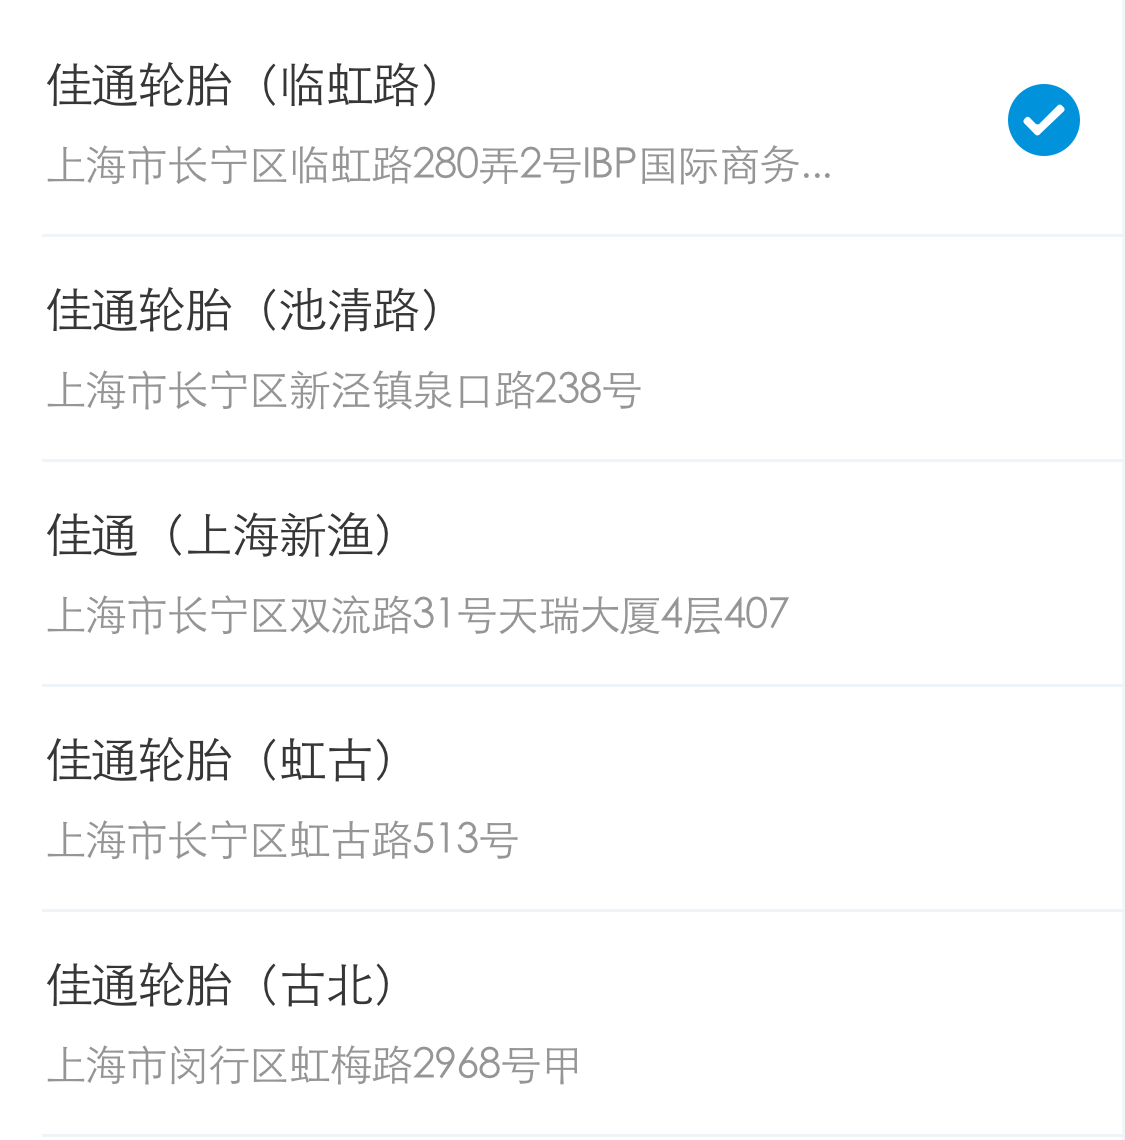 佳通轮胎（临虹路）
上海市长宁区临虹路280弄2号IBP国际商务...
佳通轮胎（池清路）
上海市长宁区新泾镇泉口路238号
佳通（上海新渔）
上海市长宁区双流路31号天瑞大厦4层407
佳通轮胎（虹古）
上海市长宁区虹古路513号
佳通轮胎（古北）
上海市闵行区虹梅路2968号甲